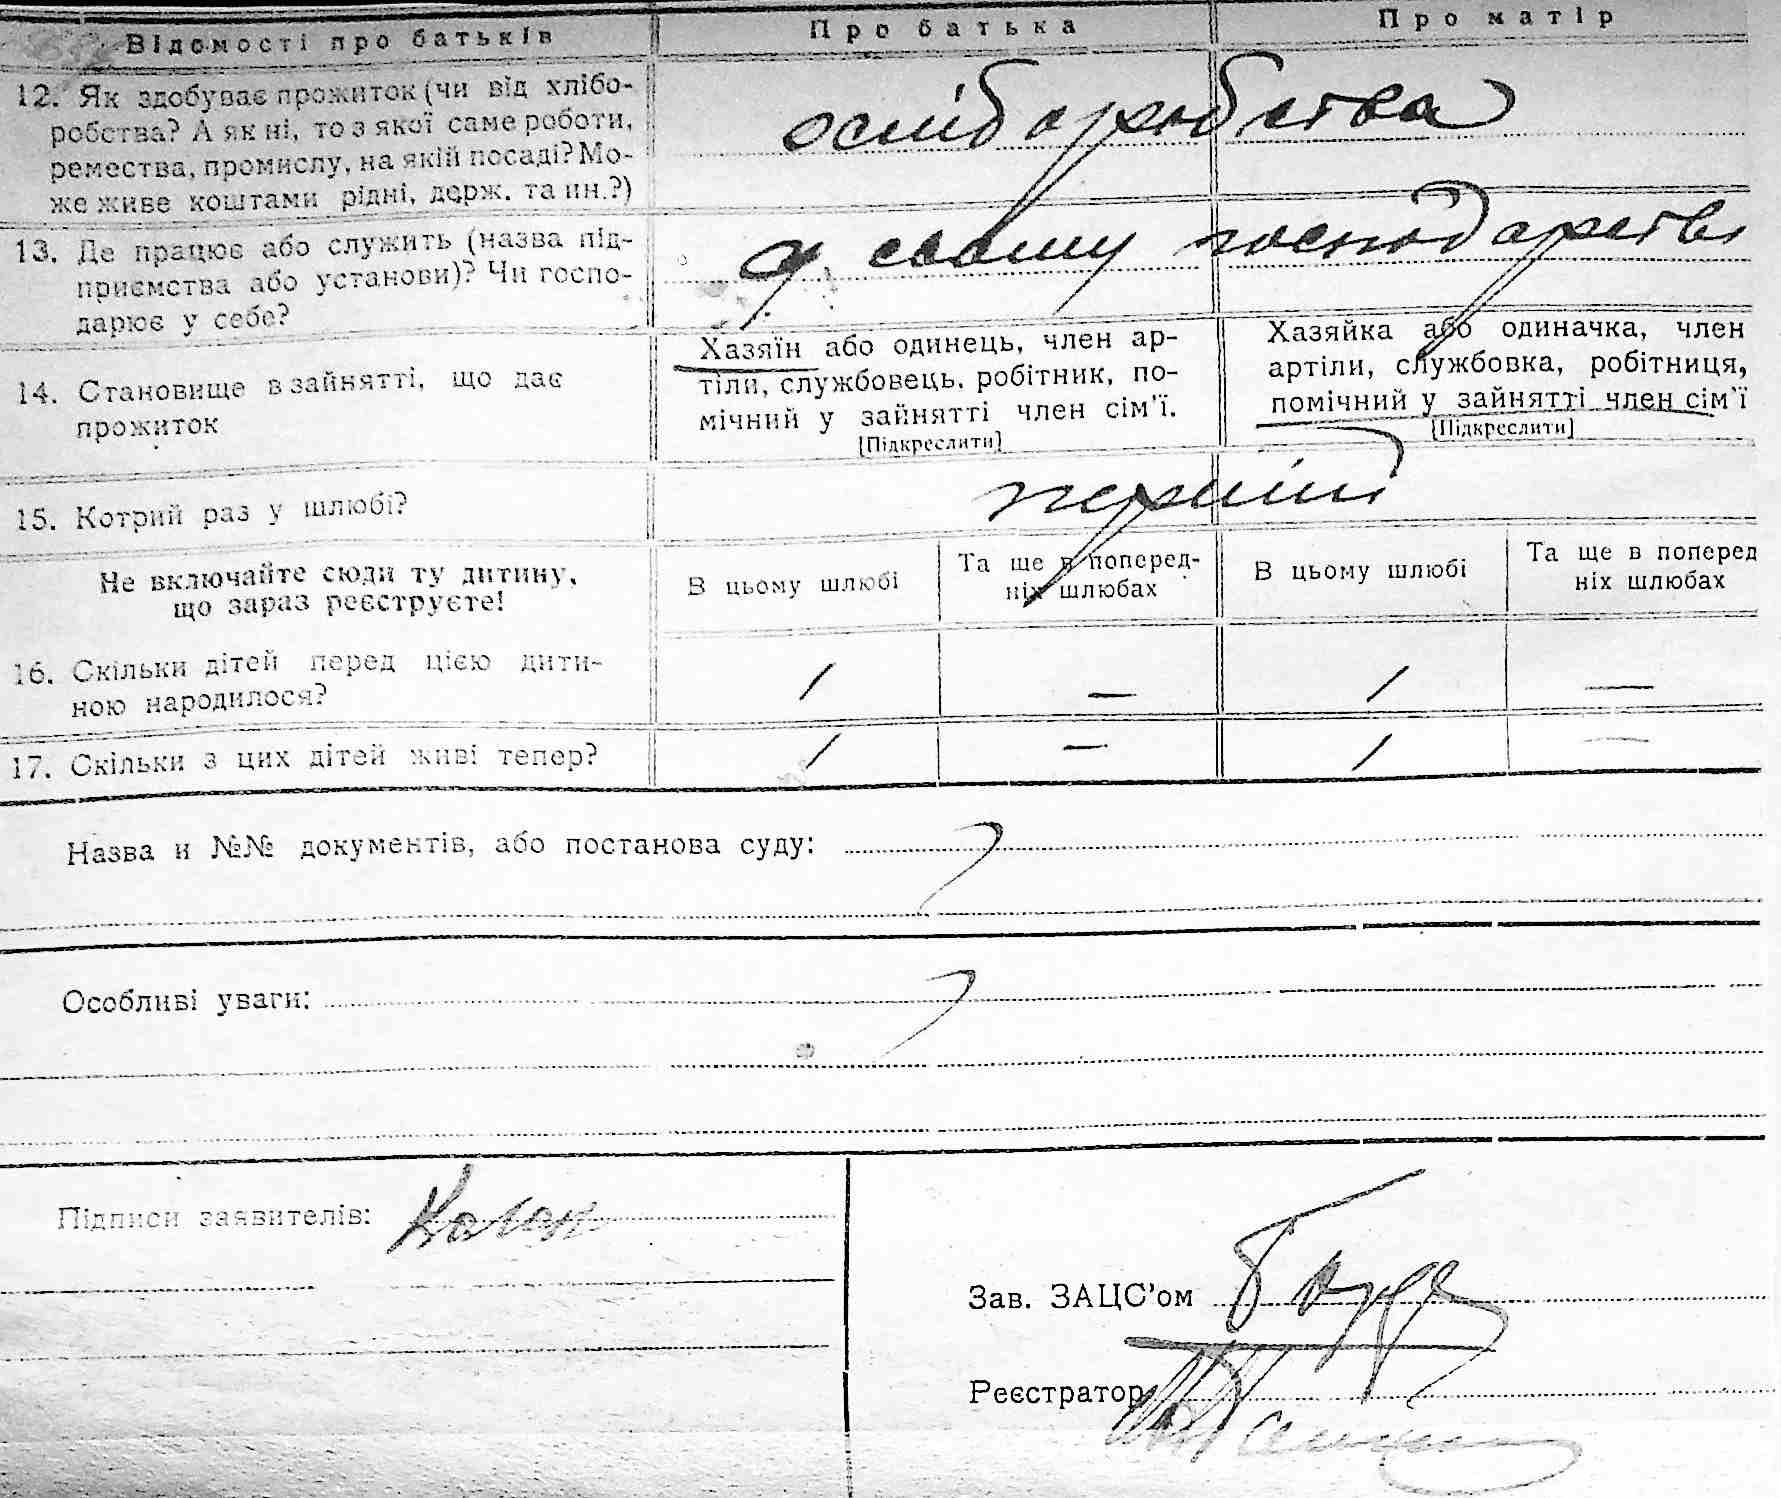 Відомості про батьків Про батька Про матір
12. Як здобуває прожиток (чи від хлібо-
робства? А як ні, то з якої саме роботи,
ремества, промислу, на якій посаді? Мо-
же живе коштами рідні, держ. та ин.?)
13. Де працює або служить (назва під-
приємства або установи)? Чи госпо-
дарює у себе?
у своему господарстві
14. Становище в зайнятті, що дає
прожиток
Хазяїн або одинець, член ар-
тіли, службовець, робітник, по-
мічний у зайнятті член сім'ї.
[Підкреслити]
Хазяйка або одиначка, член
артіли, службовка, робітниця,
помічний у зайнятті член сім'ї
[Підкреслити]
15. Котрий раз у шлюбі?
перший
Не включайте сюди ту дитину,
що зараз реєструєте!
В цьому шлюбі
Та ще в поперед-
ніх шлюбах
В цьому шлюбі
Та ще в поперед
ніх шлюбах
16. Скільки дітей перед цією дити-
ною народилося?
1 — 1 —
17. Скільки з цих дітей живі тепер? 1 — 1 —
Назва и №№ документів, або постанова суду:
Особливі уваги:
Підписи заявителів:
Зав. ЗАЦС'ом
Реєстратор